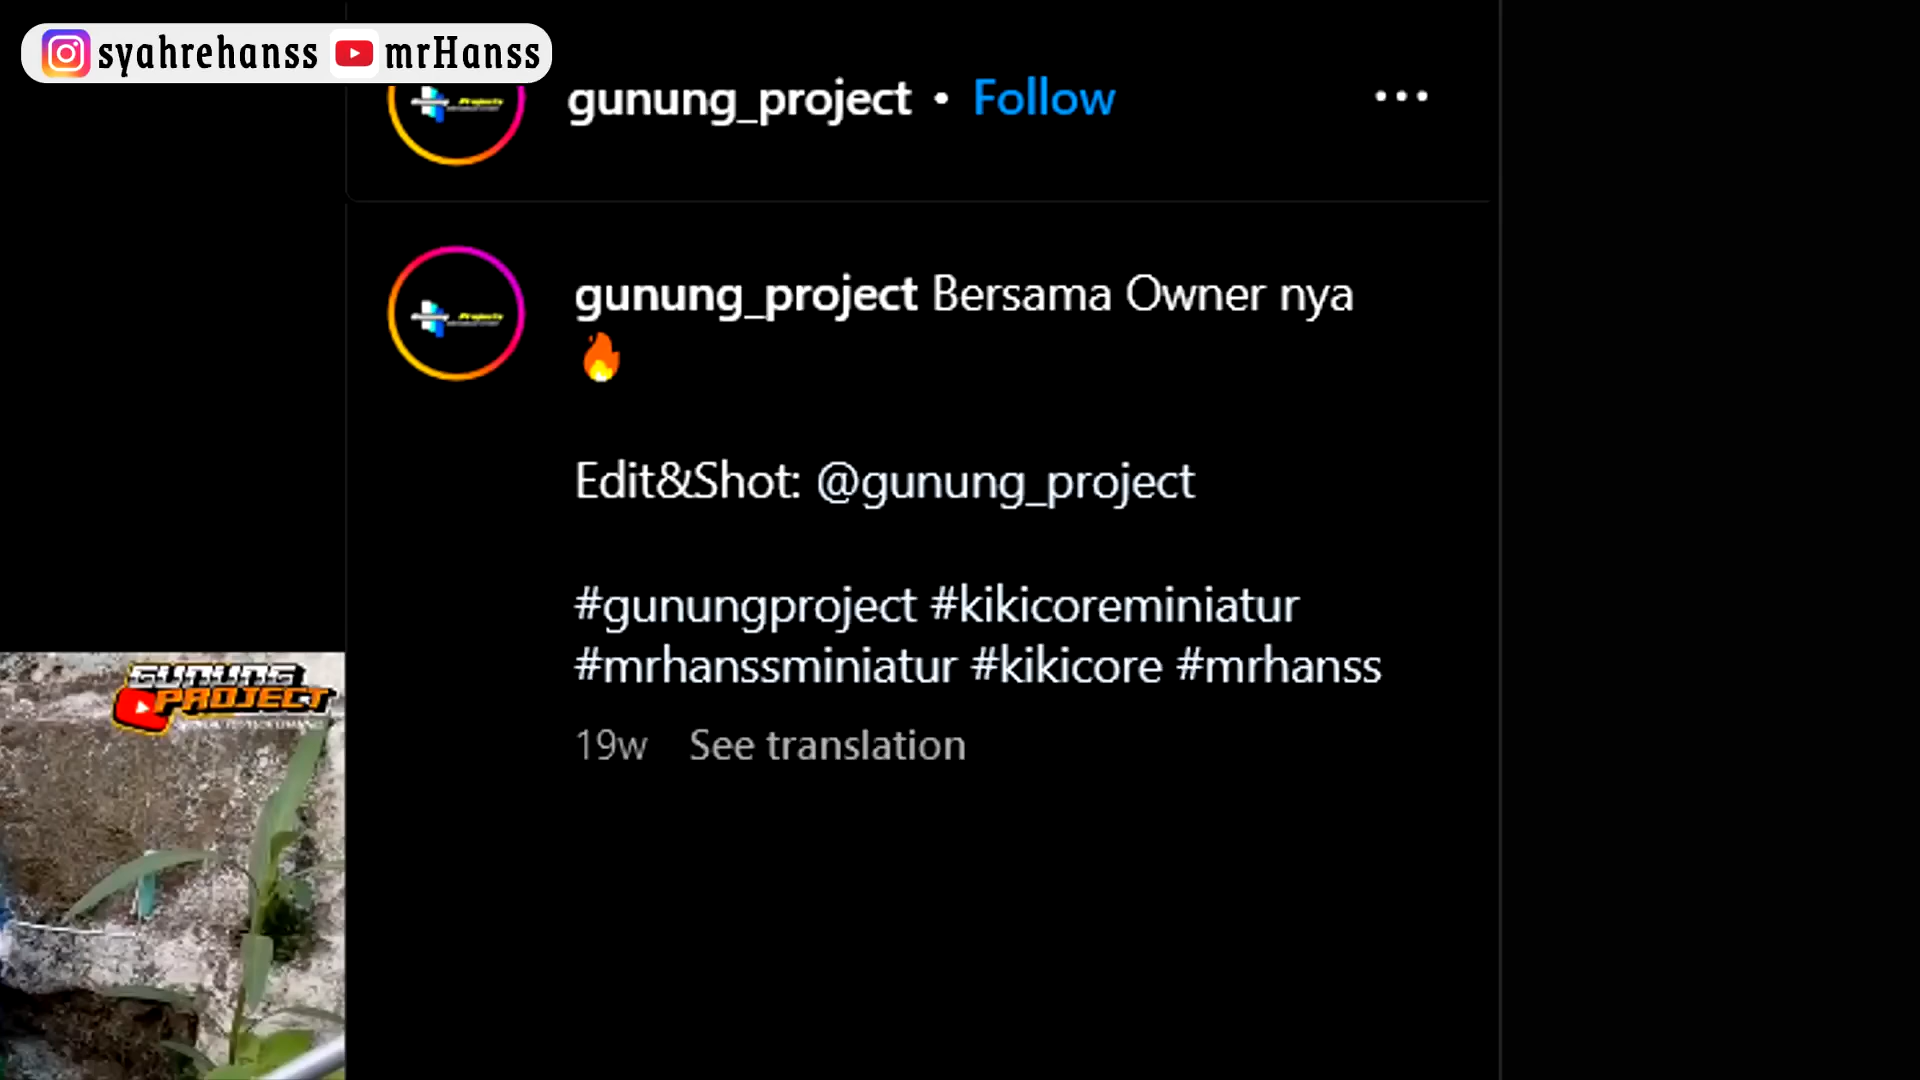 syahrehanss mrHanss
gunung_project • Follow
gunung_project Bersama Owner nya
🔥
Edit&Shot: @gunung_project
#gunungproject #kikicoreminiatur
#mrhanssminiatur #kikicore #mrhanss
19w See translation
GUNUNG
PROJECT